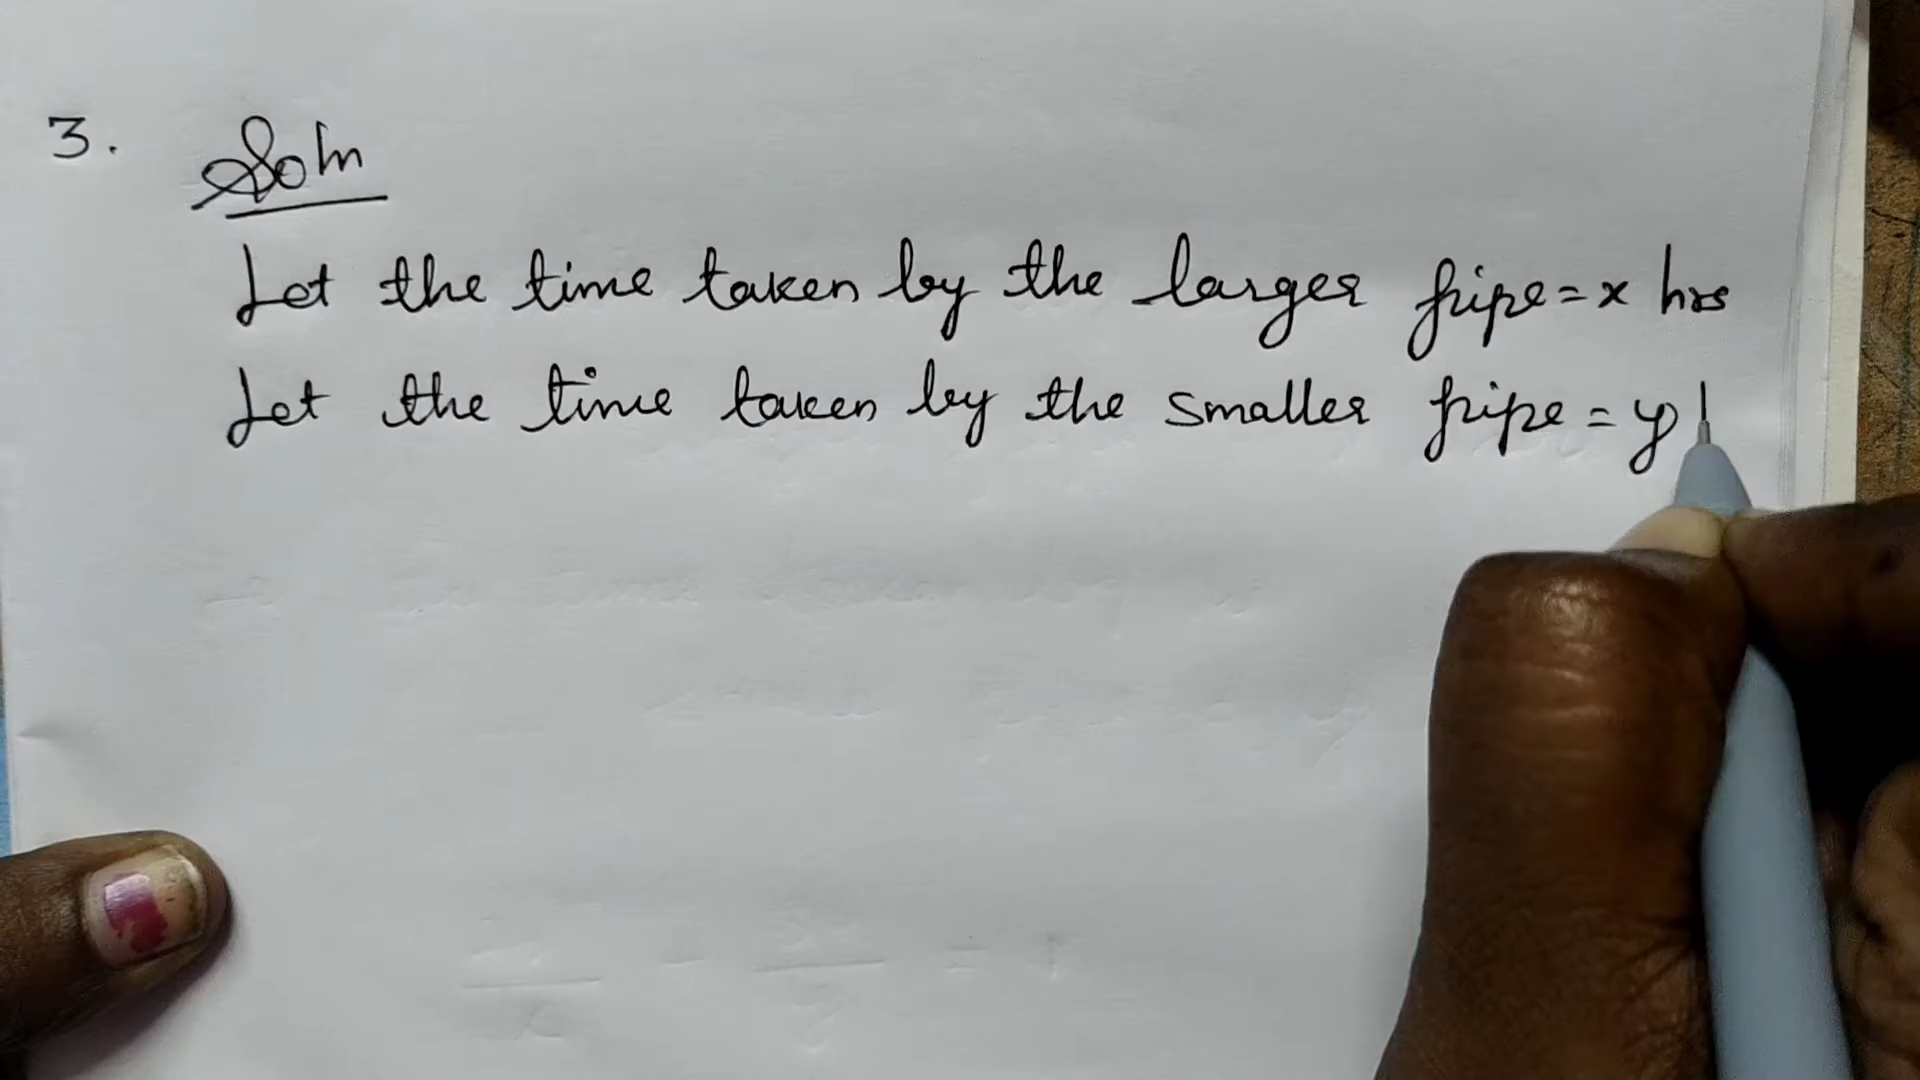 3. Soln
Let the time taken by the larger pipe = x hrs
Let the time taken by the smaller pipe = y